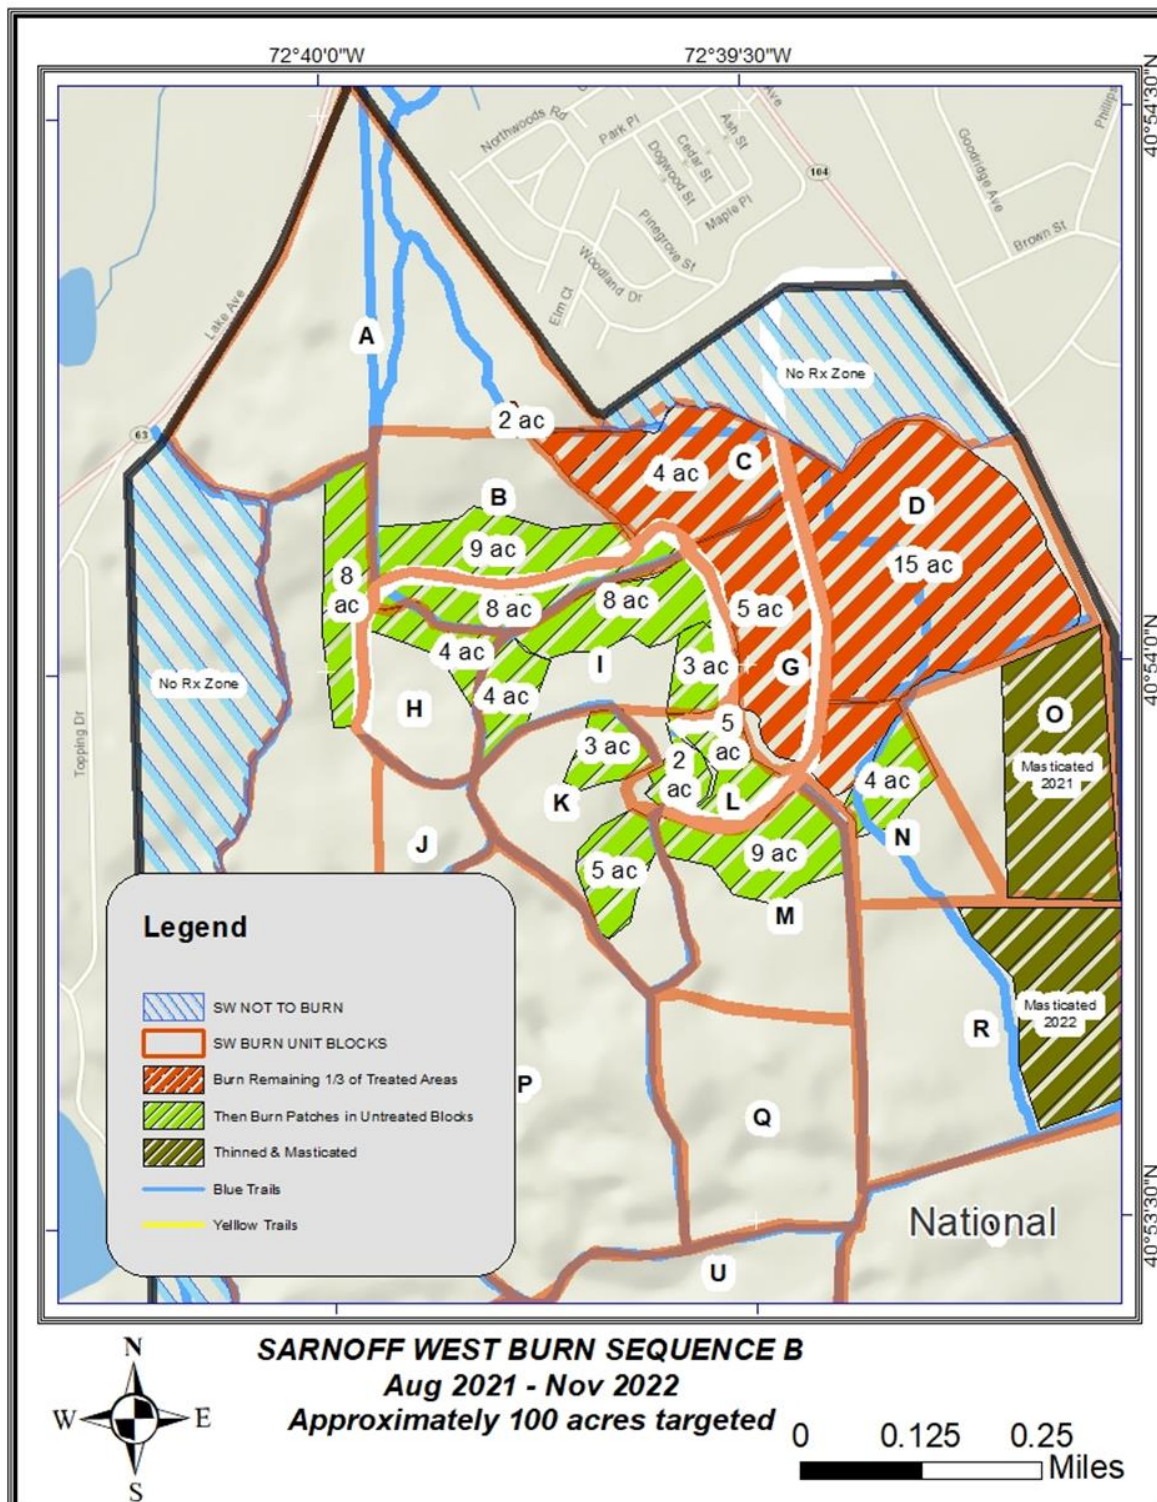 72°40'0"W
72°39'30"W
40°54'30"N
Northwoods Rd
Park Pl
Ave
Ash St
Cedar St
Dogwood St
Maple Pl
Pinegrove St
Woodland Dr
Elm Ct
104
Goodridge Ave
Phillips
Brown St
Lake Ave
A
No Rx Zone
63
2 ac
4 ac
C
B
D
9 ac
15 ac
8 ac
8 ac
8 ac
5 ac
40°54'0"N
4 ac
I
3 ac
G
No Rx Zone
4 ac
H
O
Topping Dr
3 ac
5 ac
2 ac
Masticated 2021
4 ac
K
L
N
J
9 ac
5 ac
M
Legend
SW NOT TO BURN
SW BURN UNIT BLOCKS
Burn Remaining 1/3 of Treated Areas
Then Burn Patches in Untreated Blocks
Thinned & Masticated
Blue Trails
Yelllow Trails
Masticated 2022
R
P
Q
40°53'30"N
National
U
N
W E
S
SARNOFF WEST BURN SEQUENCE B
Aug 2021 - Nov 2022
Approximately 100 acres targeted
0 0.125 0.25
Miles